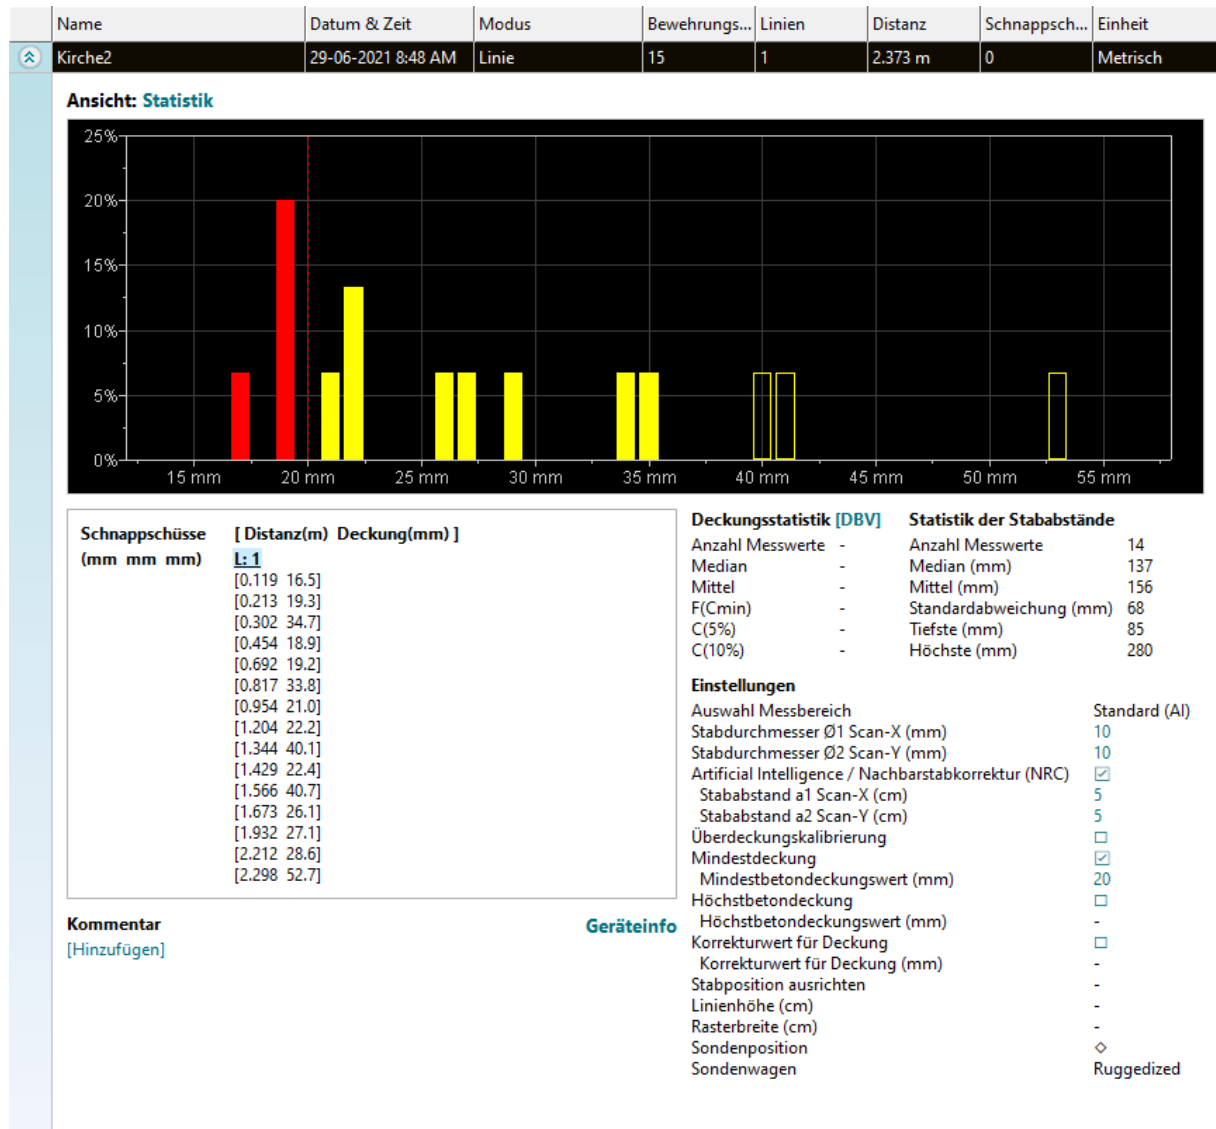 Name Datum & Zeit Modus Bewehrungs... Linien Distanz Schnappsch... Einheit
Kirche2 29-06-2021 8:48 AM Linie 15 1 2.373 m 0 Metrisch
Ansicht: Statistik
25%
20%
15%
10%
5%
0%
15 mm 20 mm 25 mm 30 mm 35 mm 40 mm 45 mm 50 mm 55 mm
Schnappschüsse [ Distanz(m) Deckung(mm) ]
(mm mm mm) L: 1
[0.119 16.5]
[0.213 19.3]
[0.302 34.7]
[0.454 18.9]
[0.692 19.2]
[0.817 33.8]
[0.954 21.0]
[1.204 22.2]
[1.344 40.1]
[1.429 22.4]
[1.566 40.7]
[1.673 26.1]
[1.932 27.1]
[2.212 28.6]
[2.298 52.7]
Kommentar
[Hinzufügen]
Geräteinfo
Deckungsstatistik [DBV]
Anzahl Messwerte -
Median -
Mittel -
F(Cmin) -
C(5%) -
C(10%) -
Statistik der Stababstände
Anzahl Messwerte 14
Median (mm) 137
Mittel (mm) 156
Standardabweichung (mm) 68
Tiefste (mm) 85
Höchste (mm) 280
Einstellungen
Auswahl Messbereich Standard (AI)
Stabdurchmesser Ø1 Scan-X (mm) 10
Stabdurchmesser Ø2 Scan-Y (mm) 10
Artificial Intelligence / Nachbarstabkorrektur (NRC)
Stababstand a1 Scan-X (cm) 5
Stababstand a2 Scan-Y (cm) 5
Überdeckungskalibrierung
Mindestdeckung
Mindestbetondeckungswert (mm) 20
Höchstbetondeckung
Höchstbetondeckungswert (mm) -
Korrekturwert für Deckung
Korrekturwert für Deckung (mm) -
Stabposition ausrichten -
Linienhöhe (cm) -
Rasterbreite (cm) -
Sondenposition
Sondenwagen Ruggedized